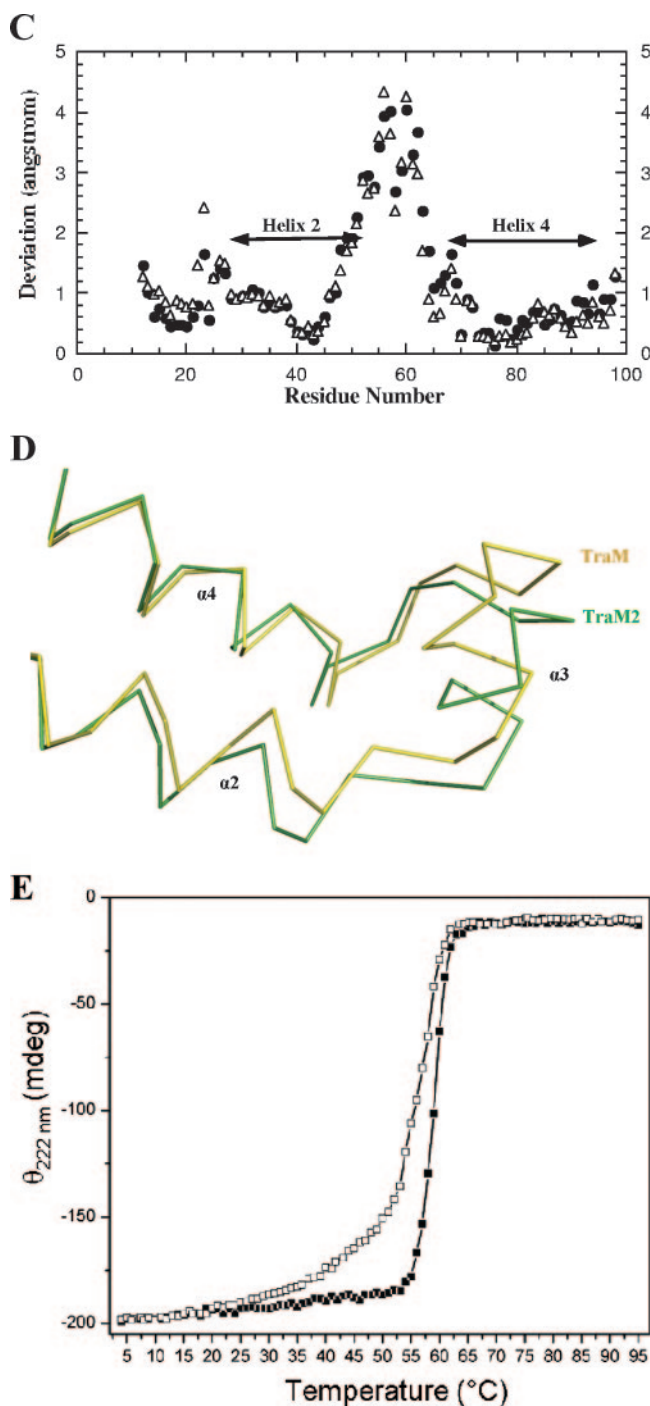 C
5
4
3
2
1
0
Deviation (angstrom)
5
4
3
2
1
0
Helix 2
Helix 4
0 20 40 60 80 100
Residue Number
D
TraM
TraM2
α4
α3
α2
E
0
-50
-100
-150
-200
θ222 nm (mdeg)
5 10 15 20 25 30 35 40 45 50 55 60 65 70 75 80 85 90 95
Temperature (°C)